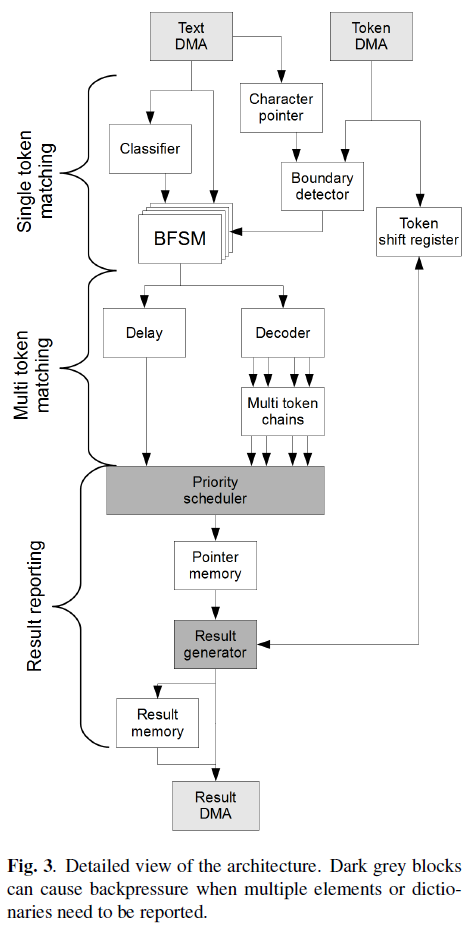 Text
DMA
Token
DMA
Character
pointer
Classifier
Boundary
detector
Token
shift register
BFSM
Single token
matching
Delay
Decoder
Multi token
chains
Multi token
matching
Priority
scheduler
Pointer
memory
Result
generator
Result
memory
Result reporting
Result
DMA
Fig. 3. Detailed view of the architecture. Dark grey blocks
can cause backpressure when multiple elements or dictio-
naries need to be reported.